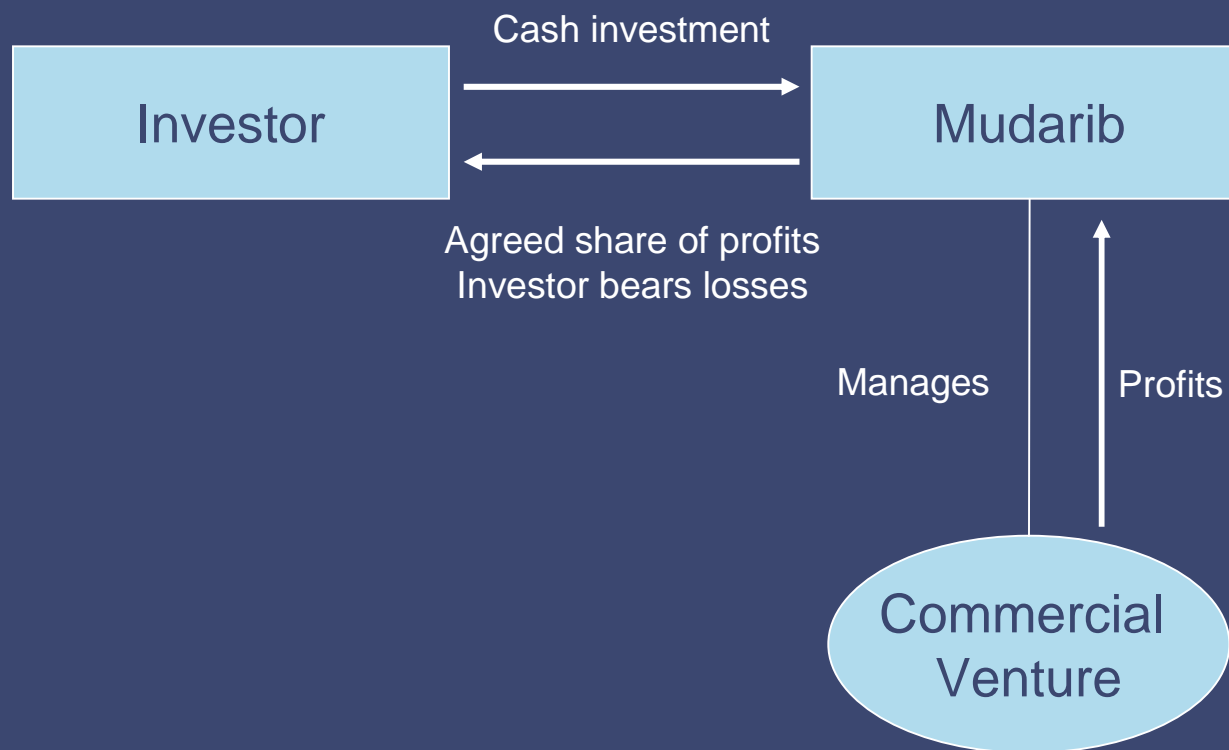 Cash investment
Investor
Mudarib
Agreed share of profits
Investor bears losses
Manages
Profits
Commercial
Venture